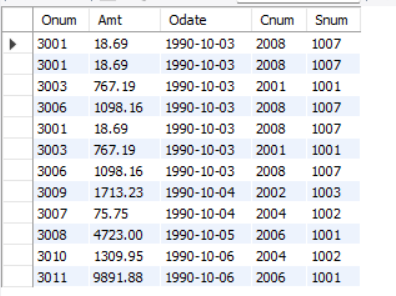 Onum Amt Odate Cnum Snum
3001 18.69 1990-10-03 2008 1007
3001 18.69 1990-10-03 2008 1007
3003 767.19 1990-10-03 2001 1001
3006 1098.16 1990-10-03 2008 1007
3001 18.69 1990-10-03 2008 1007
3003 767.19 1990-10-03 2001 1001
3006 1098.16 1990-10-03 2008 1007
3009 1713.23 1990-10-04 2002 1003
3007 75.75 1990-10-04 2004 1002
3008 4723.00 1990-10-05 2006 1001
3010 1309.95 1990-10-06 2004 1002
3011 9891.88 1990-10-06 2006 1001